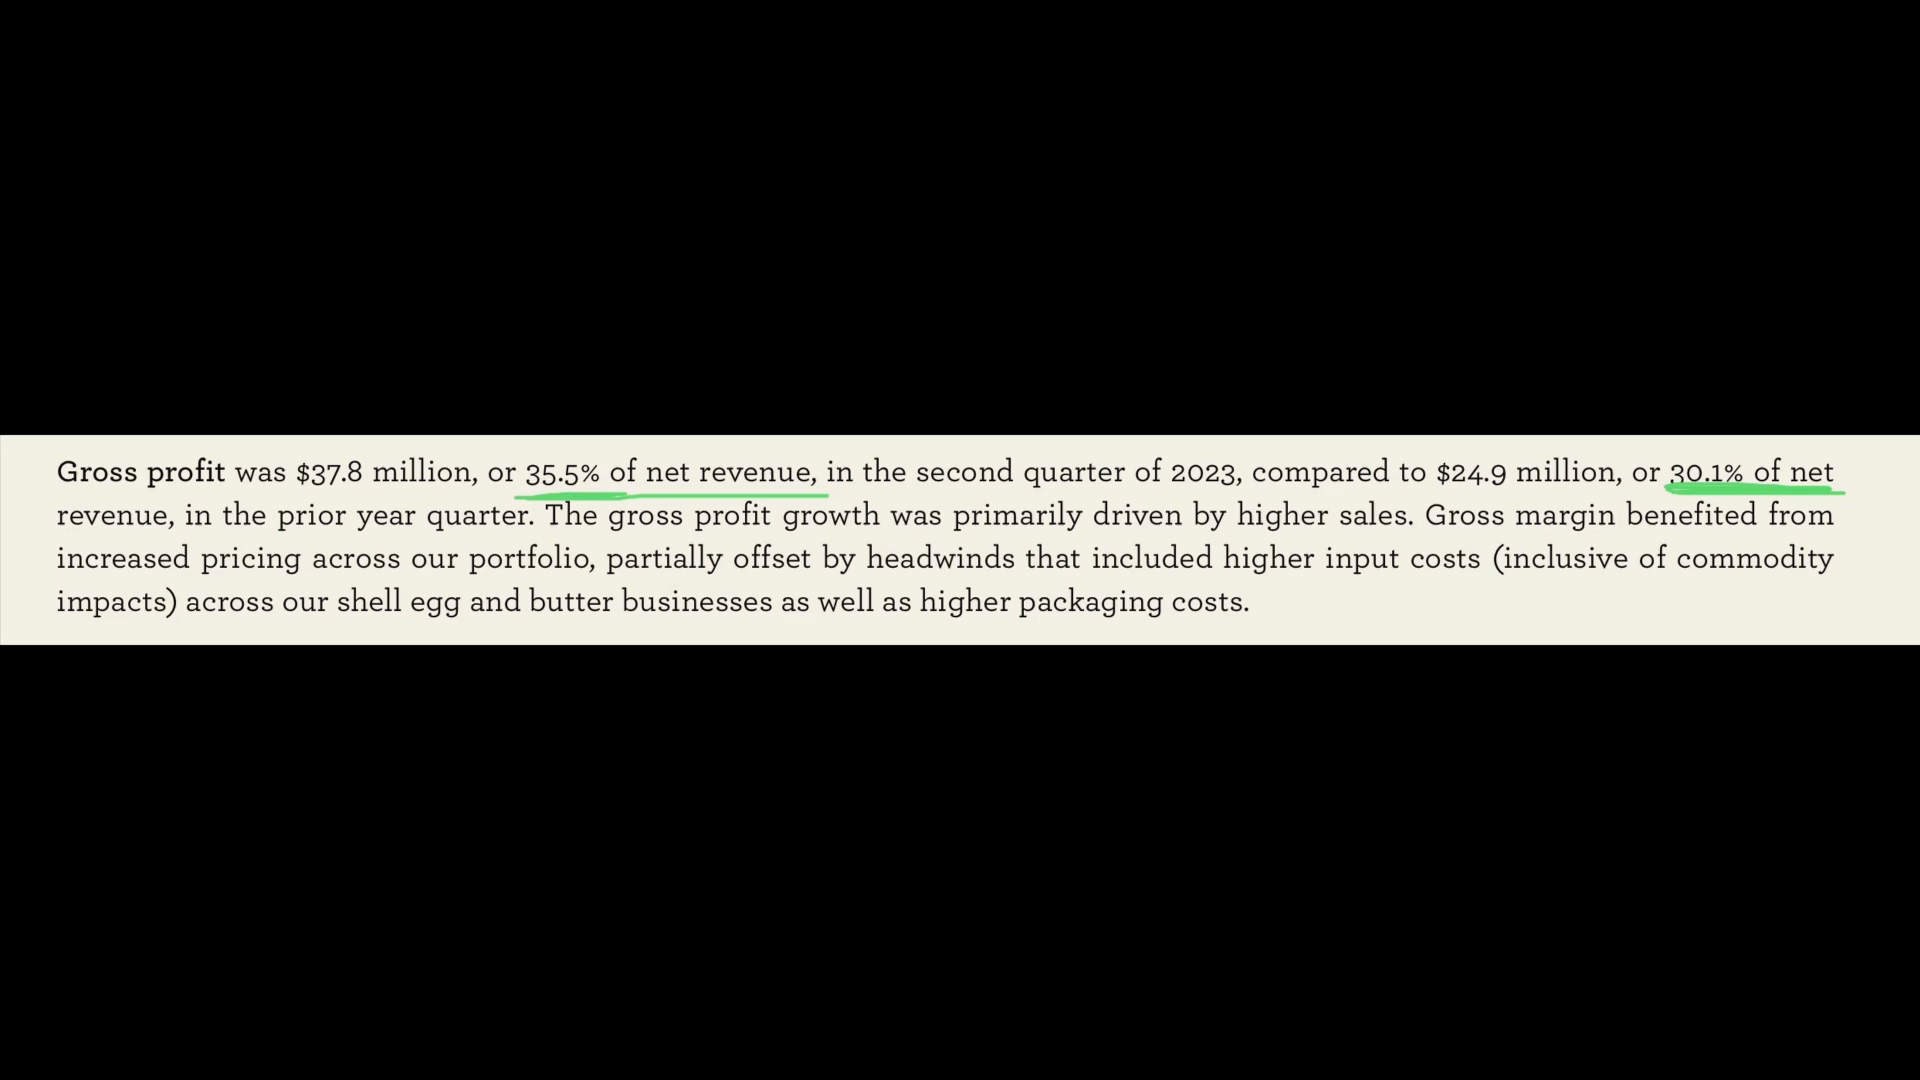 Gross profit was $37.8 million, or 35.5% of net revenue, in the second quarter of 2023, compared to $24.9 million, or 30.1% of net
revenue, in the prior year quarter. The gross profit growth was primarily driven by higher sales. Gross margin benefited from
increased pricing across our portfolio, partially offset by headwinds that included higher input costs (inclusive of commodity
impacts) across our shell egg and butter businesses as well as higher packaging costs.